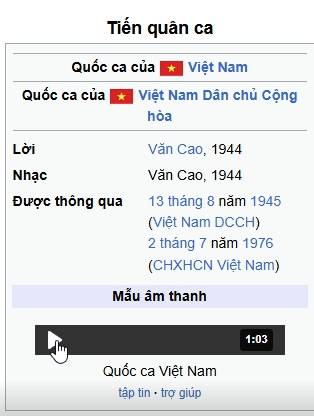 Tiến quân ca
Quốc ca của Việt Nam
Quốc ca của Việt Nam Dân chủ Cộng
hòa
Lời Văn Cao, 1944
Nhạc Văn Cao, 1944
Được thông qua 13 tháng 8 năm 1945
(Việt Nam DCCH)
2 tháng 7 năm 1976
(CHXHCN Việt Nam)
Mẫu âm thanh
1:03
Quốc ca Việt Nam
tập tin · trợ giúp